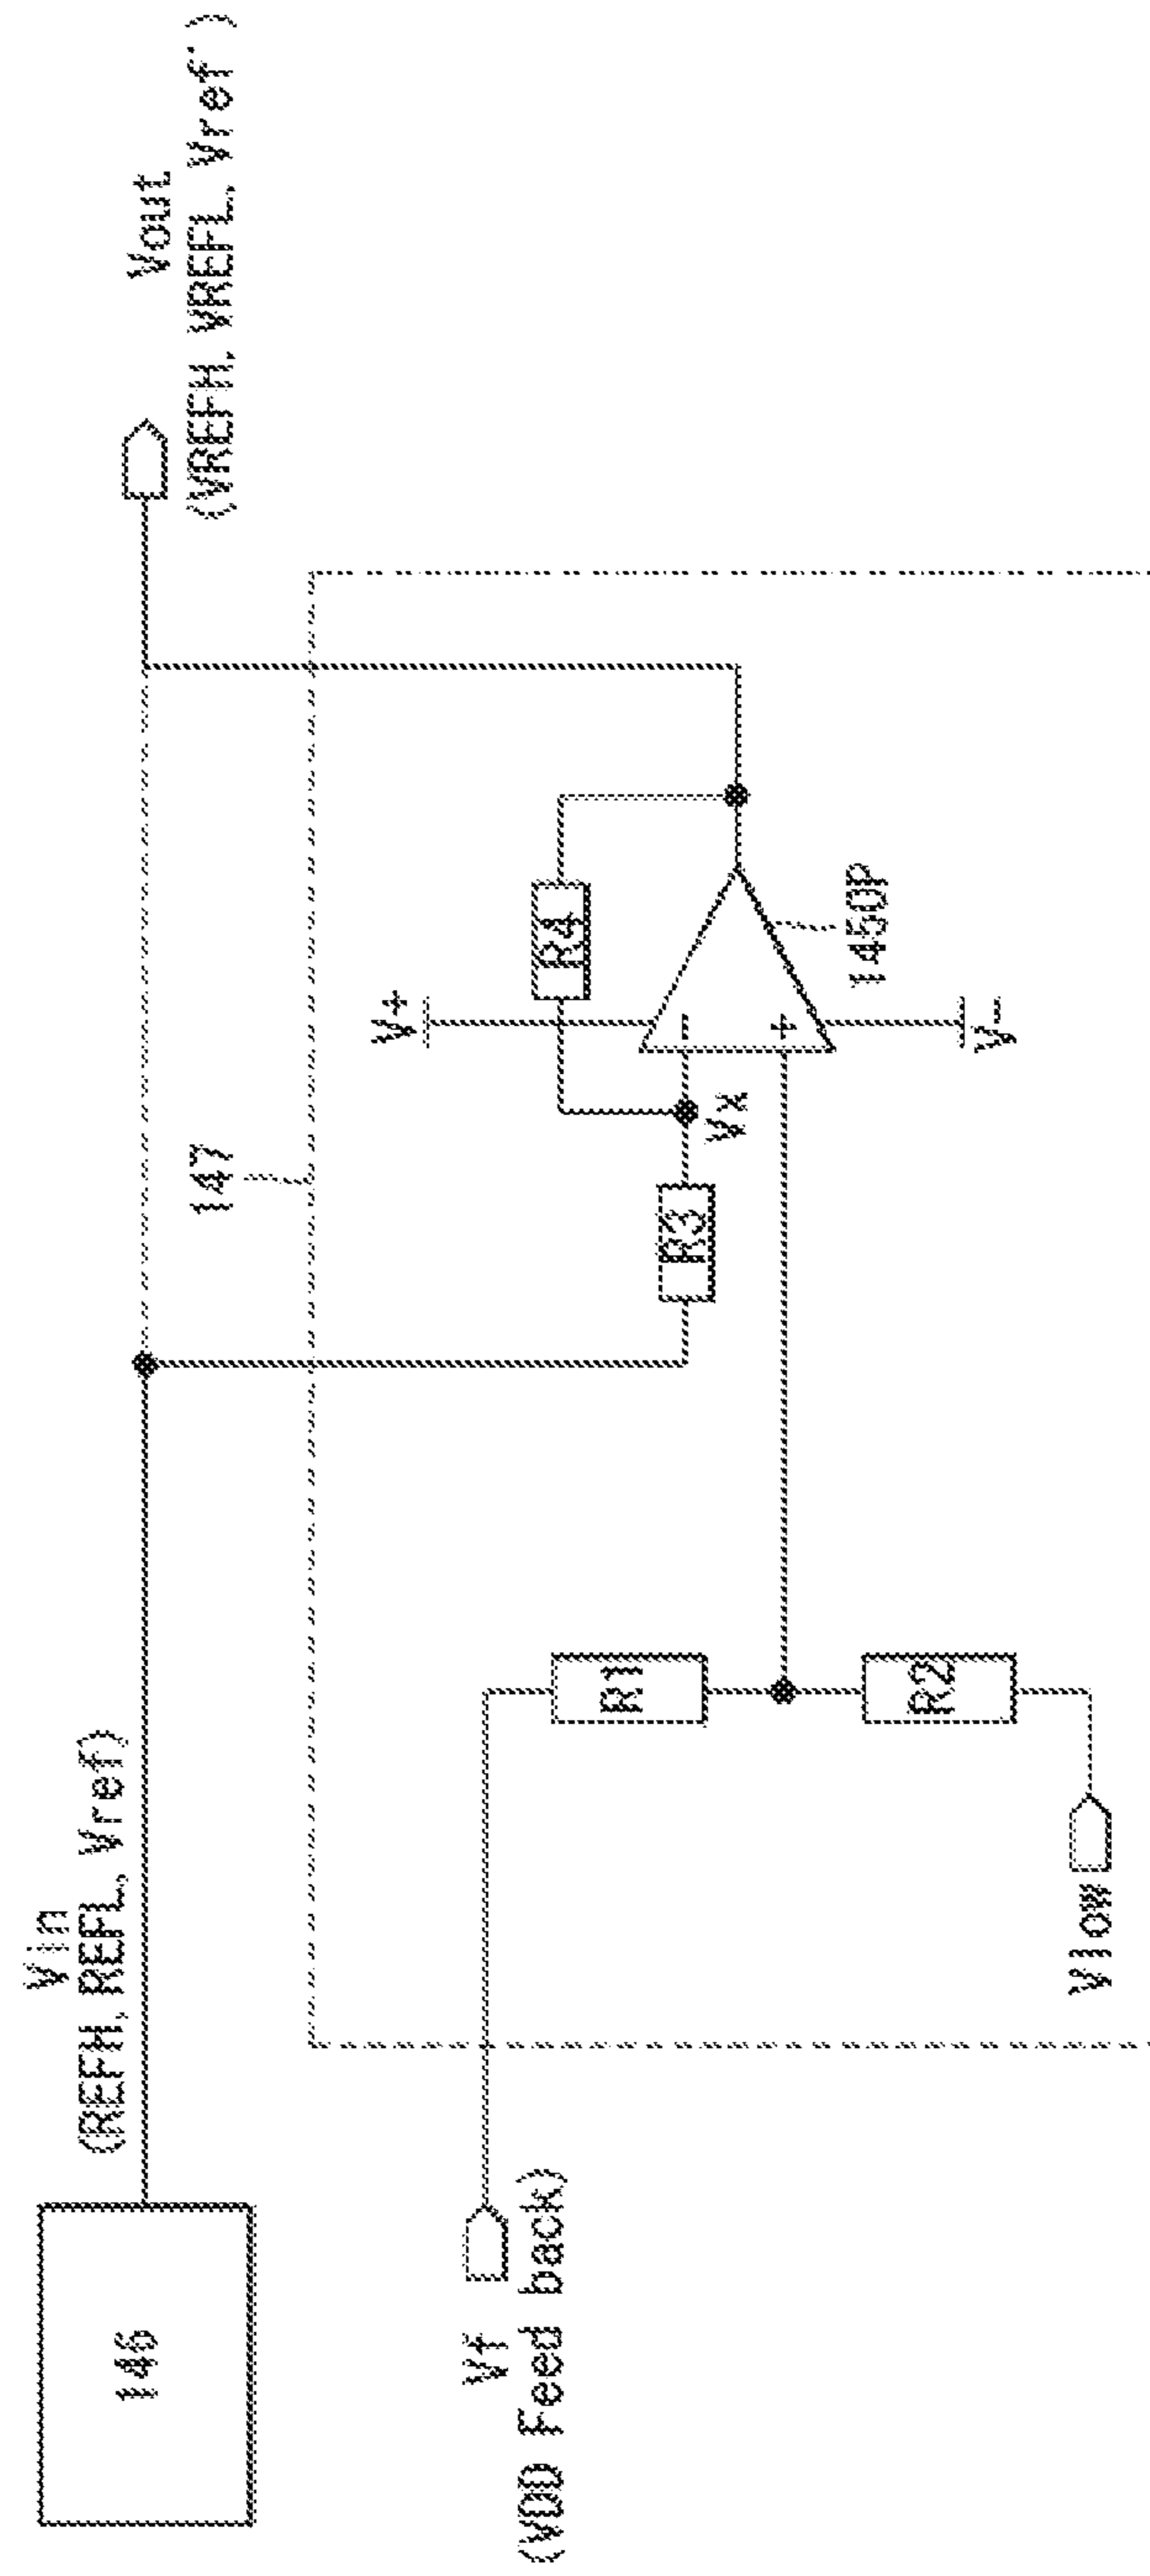 146
Vin
(REFH, REFL, Vref)
Vout
(VREFH, VREFL, Vref')
147
Vf
(VDD Feed back)
R1
R2
Vlow
R3
R4
Vx
V+
V-
-
+
1450P